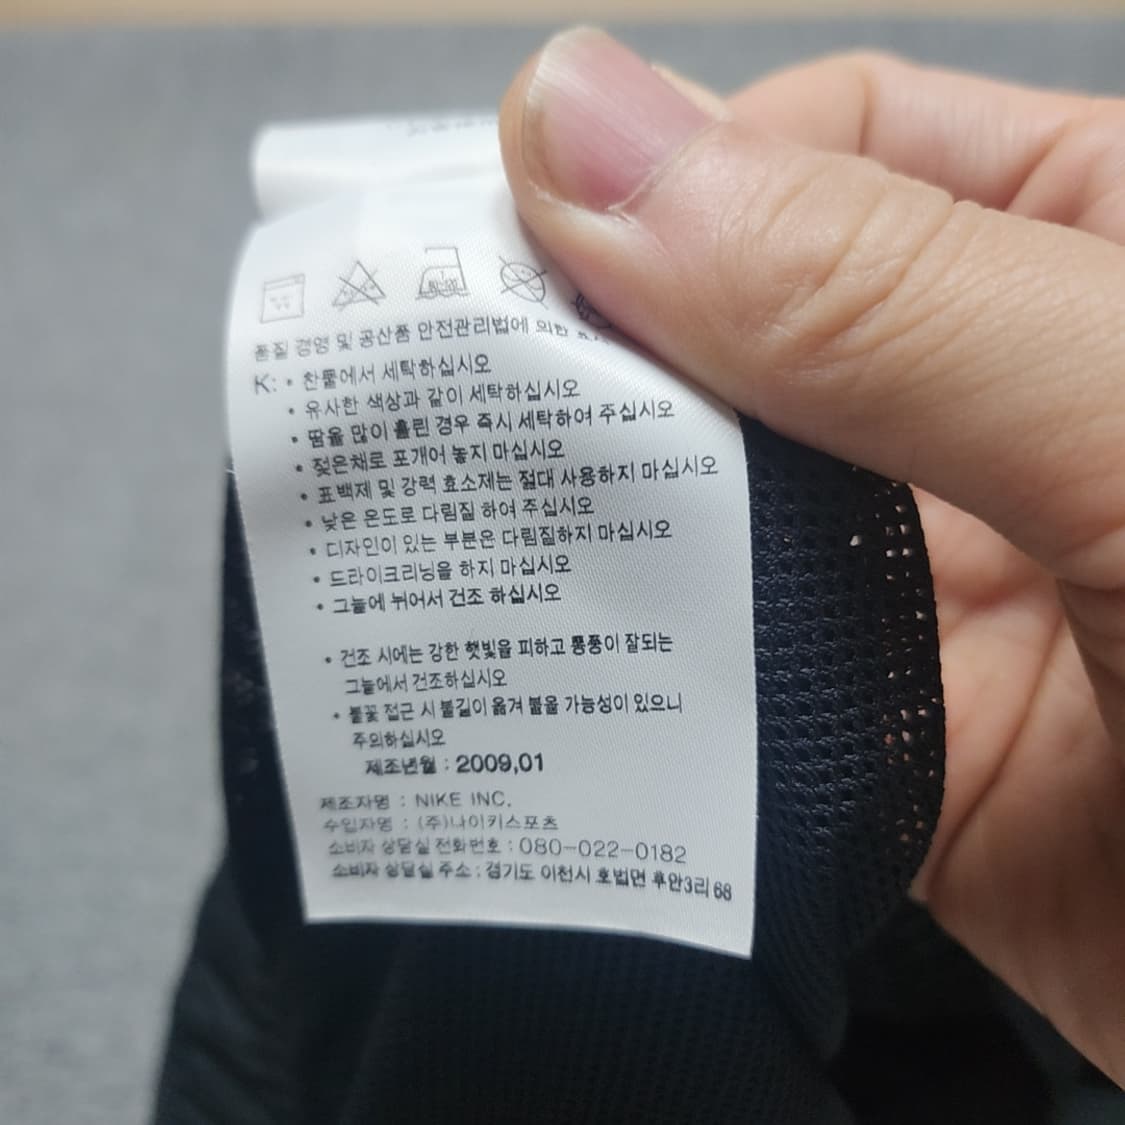 품질 경영 및 공산품 안전관리법에 의한
K: • 찬물에서 세탁하십시오
• 유사한 색상과 같이 세탁하십시오
• 땀을 많이 흘린 경우 즉시 세탁하여 주십시오
• 젖은채로 포개어 놓지 마십시오
• 표백제 및 강력 효소제는 절대 사용하지 마십시오
• 낮은 온도로 다림질 하여 주십시오
• 디자인이 있는 부분은 다림질하지 마십시오
• 드라이크리닝을 하지 마십시오
• 그늘에 뉘어서 건조 하십시오
• 건조 시에는 강한 햇빛을 피하고 통풍이 잘되는
그늘에서 건조하십시오
• 불꽃 접근 시 불길이 옮겨 붙을 가능성이 있으니
주의하십시오
제조년월 : 2009,01
제조자명 : NIKE INC.
수입자명 : (주)나이키스포츠
소비자 상담실 전화번호 : 080-022-0182
소비자 상담실 주소 : 경기도 이천시 호법면 후안3리 68